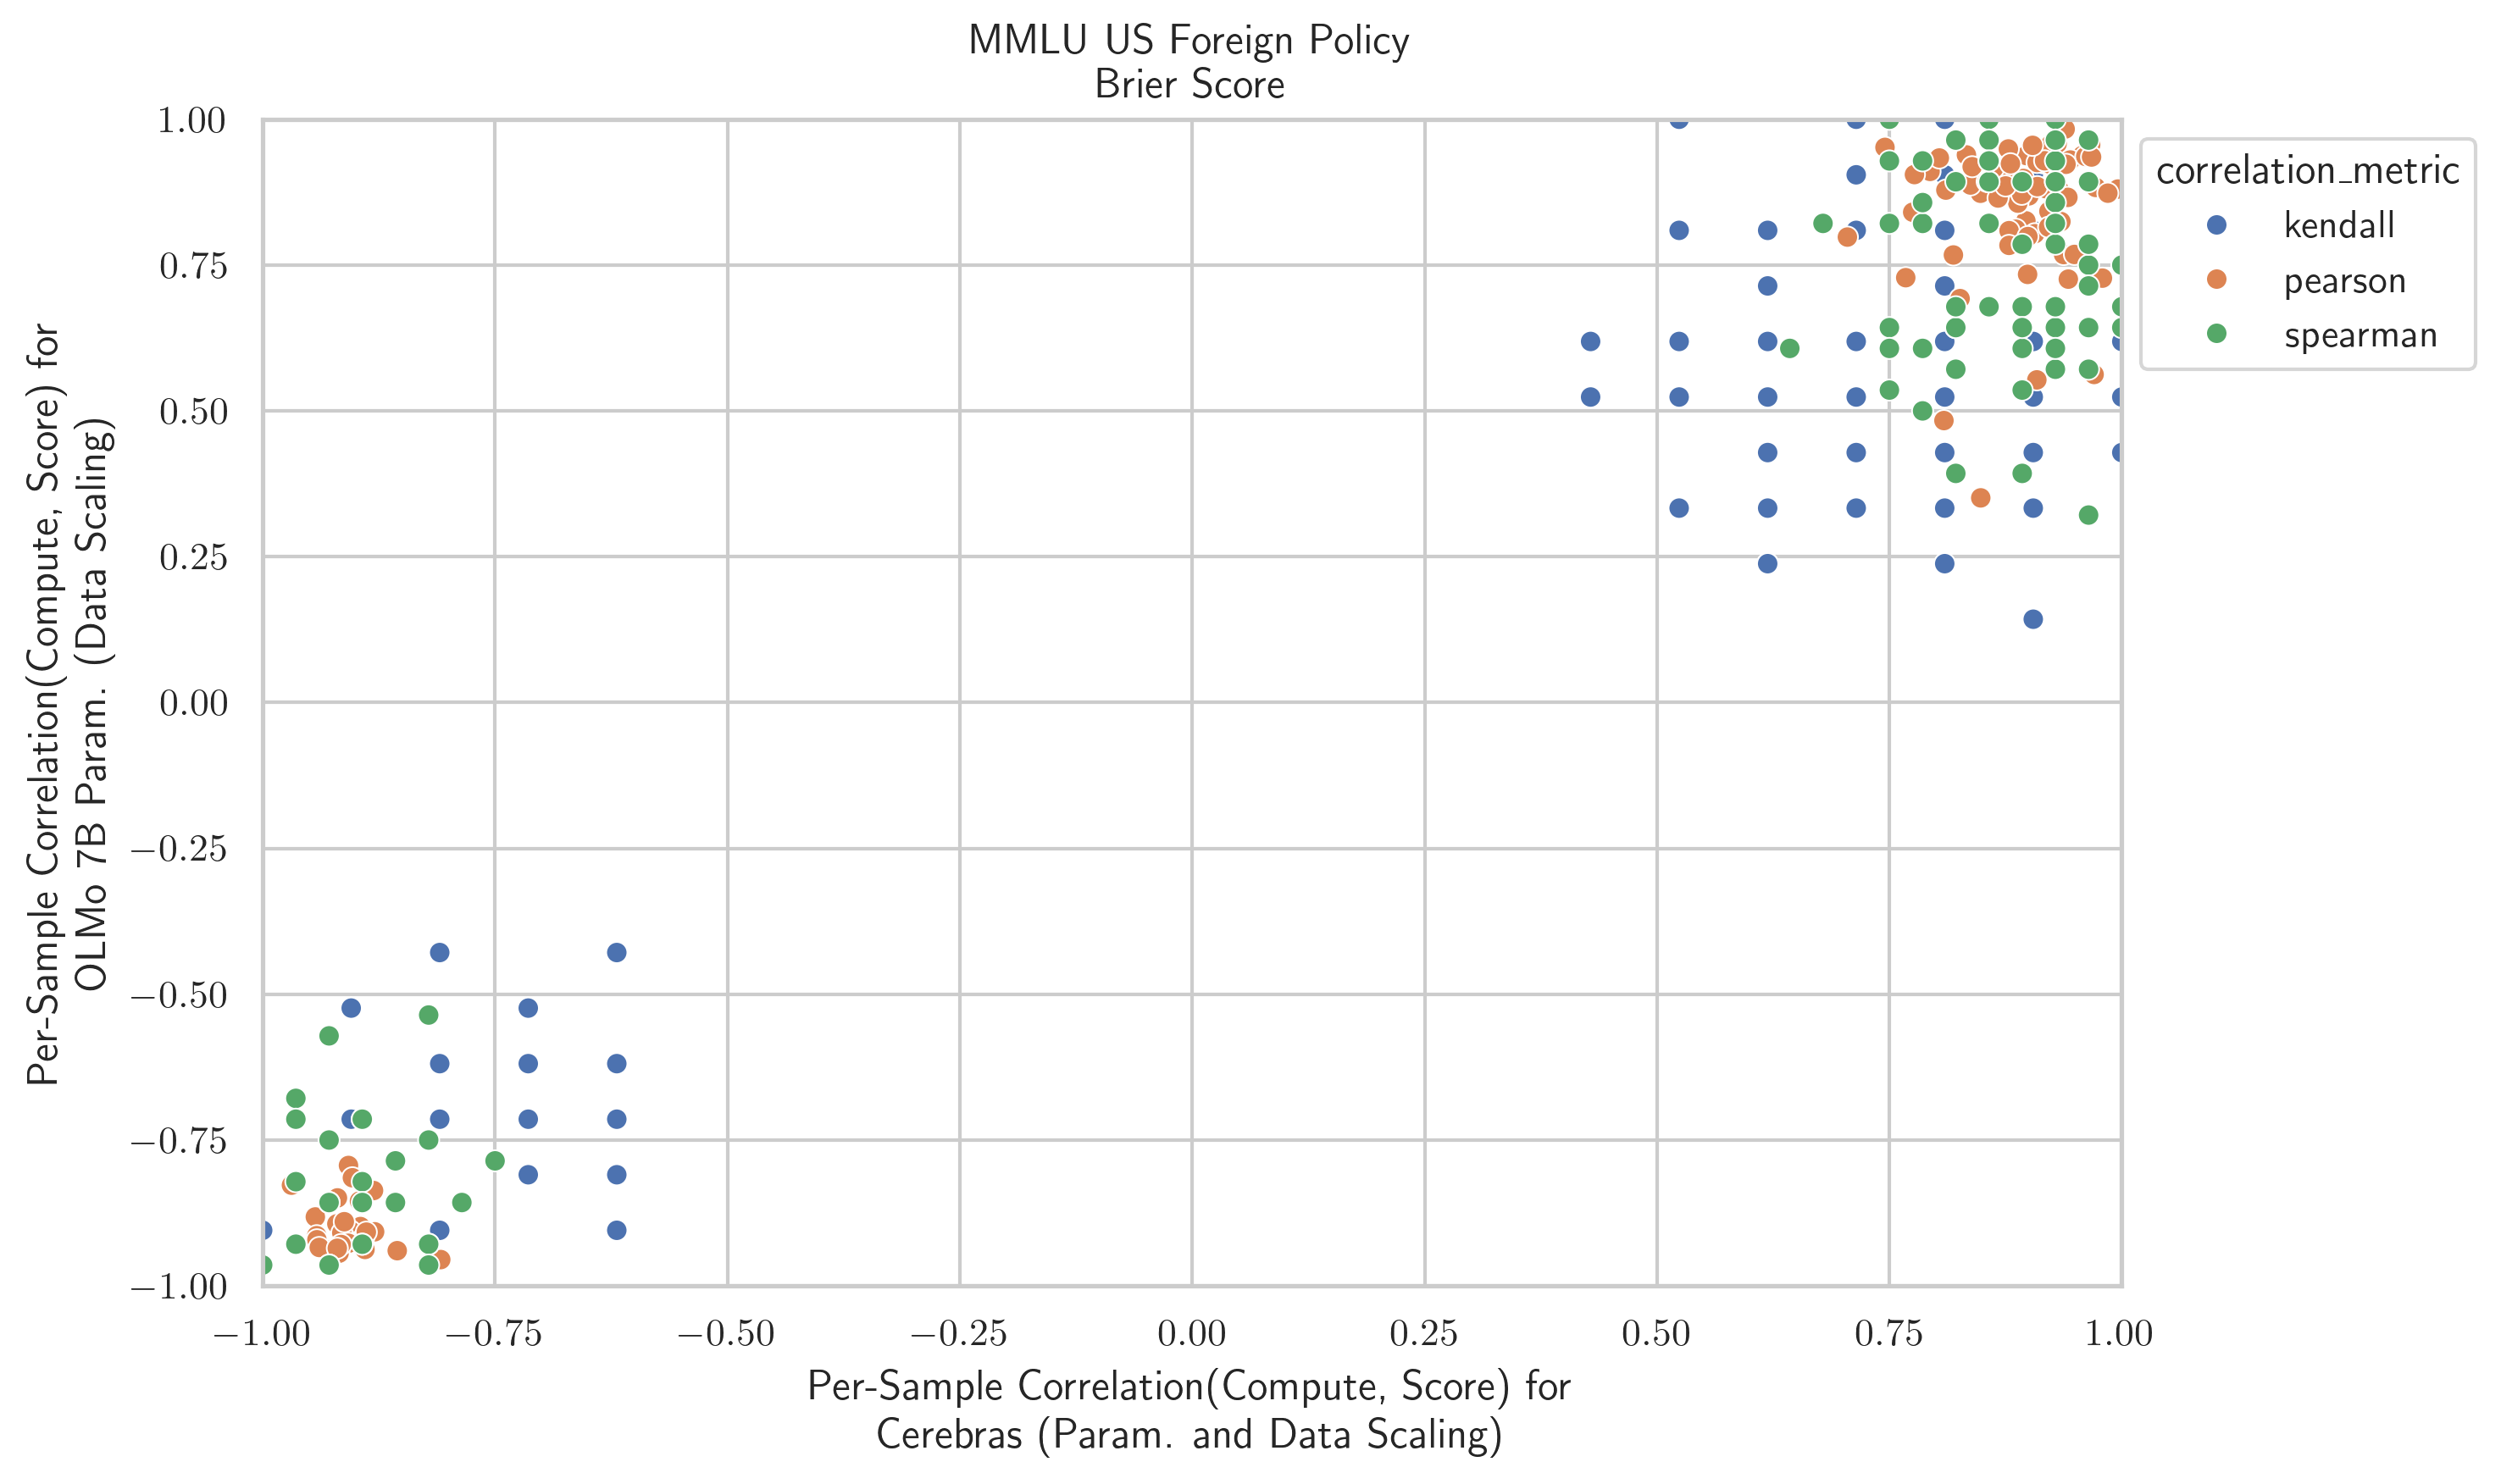 MMLU US Foreign Policy
Brier Score
Per-Sample Correlation(Compute, Score) for
OLMo 7B Param. (Data Scaling)
1.00
0.75
0.50
0.25
0.00
−0.25
−0.50
−0.75
−1.00
−1.00
−0.75
−0.50
−0.25
0.00
0.25
0.50
0.75
1.00
Per-Sample Correlation(Compute, Score) for
Cerebras (Param. and Data Scaling)
correlation_metric
kendall
pearson
spearman